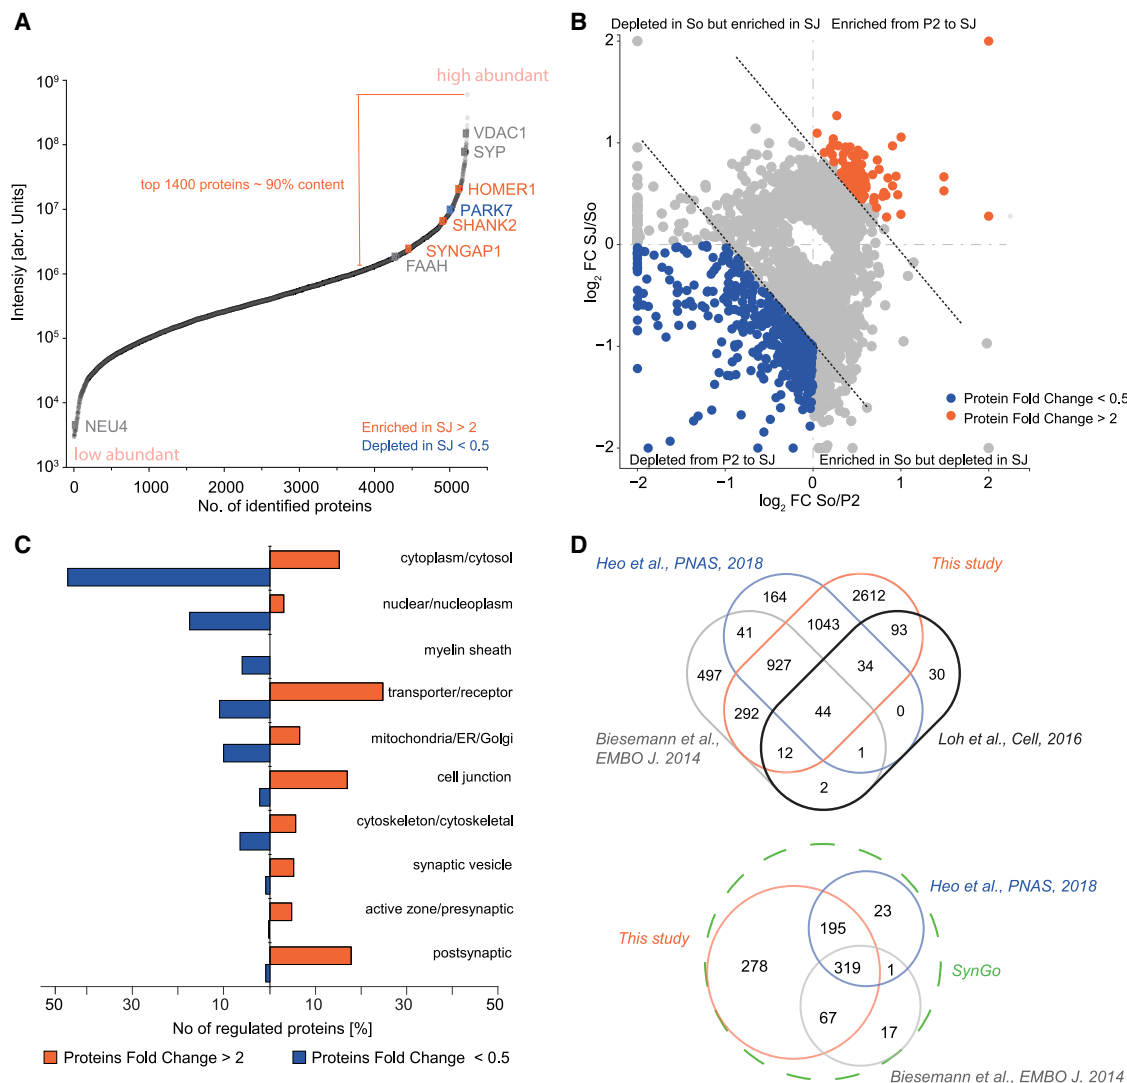 A
10⁹
10⁸
10⁷
10⁶
10⁵
10⁴
10³
Intensiy [abr. Units]
high abundant
VDAC1
SYP
top 1400 proteins ~ 90% content
HOMER1
PARK7
SHANK2
SYNGAP1
FAAH
NEU4
low abundant
Enriched in SJ > 2
Depleted in SJ < 0.5
0 1000 2000 3000 4000 5000
No. of identified proteins
B
Depleted in So but enriched in SJ Enriched from P2 to SJ
2
1
0
−1
−2
log₂ FC SJ/So
Protein Fold Change < 0.5
Protein Fold Change > 2
Depleted from P2 to SJ Enriched in So but depleted in SJ
−2 −1 0 1 2
log₂ FC So/P2
C
cytoplasm/cytosol
nuclear/nucleoplasm
myelin sheath
transporter/receptor
mitochondria/ER/Golgi
cell junction
cytoskeleton/cytoskeletal
synaptic vesicle
active zone/presynaptic
postsynaptic
50 30 10 10 30 50
No of regulated proteins [%]
Proteins Fold Change > 2 Proteins Fold Change < 0.5
D
Heo et al., PNAS, 2018 This study
164 2612
41 1043 93
497 927 34 30
292 44 0
Biesemann et al.,
EMBO J. 2014
Loh et al., Cell, 2016
12 1
2
Heo et al., PNAS, 2018
23
195
This study
278 319 1
SynGo
67 17
Biesemann et al., EMBO J. 2014